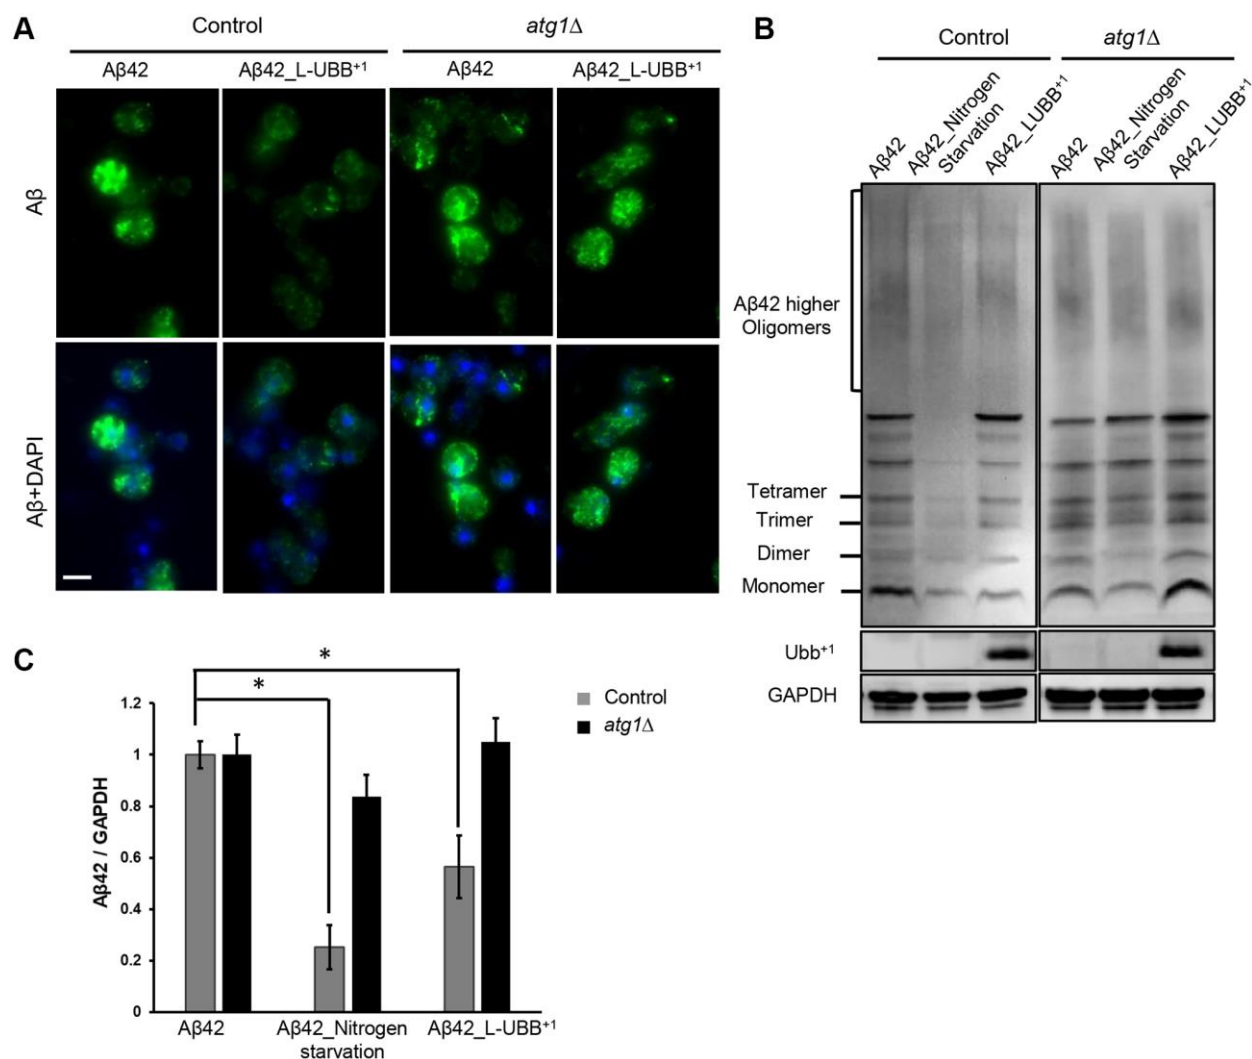 A
Control
atg1Δ
Aβ42
Aβ42_L-UBB+1
Aβ42
Aβ42_L-UBB+1
Aβ
Aβ+DAPI
B
Control
atg1Δ
Aβ42
Aβ42_Nitrogen
Starvation
Aβ42_LUBB+1
Aβ42
Aβ42_Nitrogen
Starvation
Aβ42_LUBB+1
Aβ42 higher
Oligomers
Tetramer
Trimer
Dimer
Monomer
Ubb+1
GAPDH
C
*
*
Control
atg1Δ
Aβ42 / GAPDH
1.2
1
0.8
0.6
0.4
0.2
0
Aβ42
Aβ42_Nitrogen
starvation
Aβ42_L-UBB+1